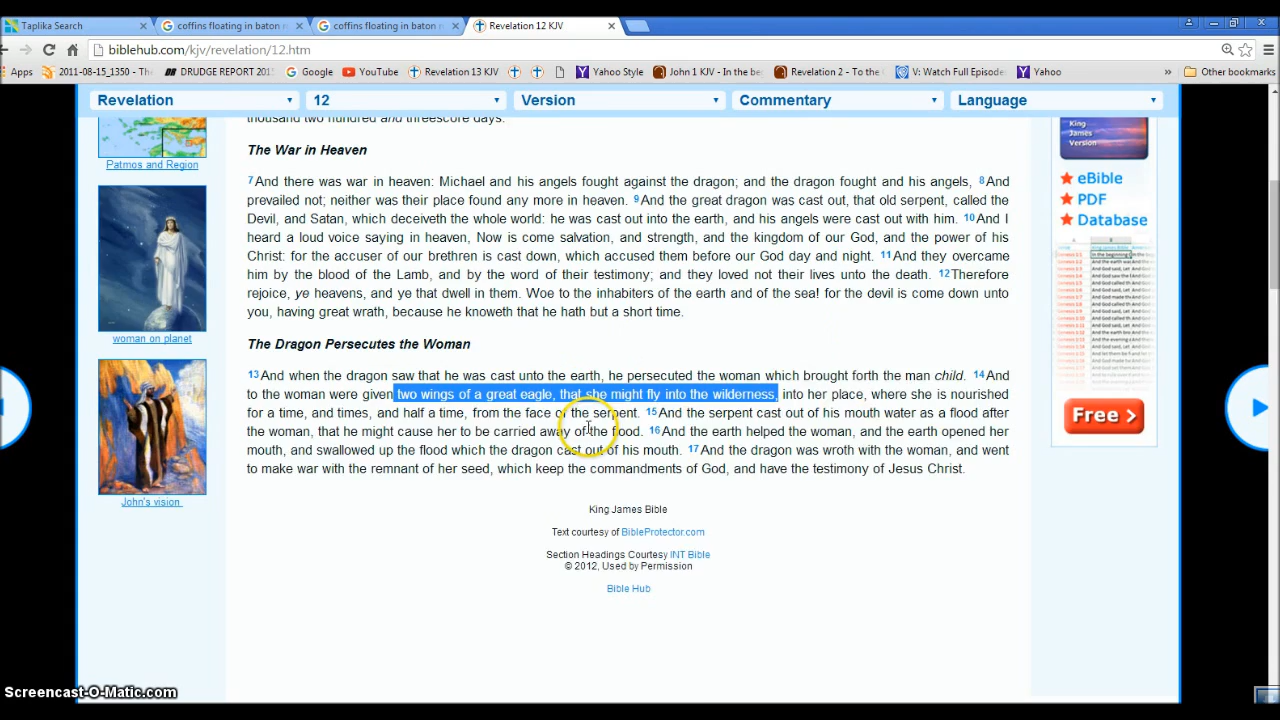 Taplika Search
coffins floating in baton r
coffins floating in baton r
Revelation 12 KJV
biblehub.com/kjv/revelation/12.htm
Apps
2011-08-15_1350 - Th
DRUDGE REPORT 201
Google
YouTube
Revelation 13 KJV
Yahoo Style
John 1 KJV - In the be
Revelation 2 - To the C
V: Watch Full Episode
Yahoo
»
Other bookmarks
Revelation
12
Version
Commentary
Language
thousand two hundred and threescore days.
Patmos and Region
woman on planet
John's vision
The War in Heaven
7And there was war in heaven: Michael and his angels fought against the dragon; and the dragon fought and his angels, 8And
prevailed not; neither was their place found any more in heaven. 9And the great dragon was cast out, that old serpent, called the
Devil, and Satan, which deceiveth the whole world: he was cast out into the earth, and his angels were cast out with him. 10And I
heard a loud voice saying in heaven, Now is come salvation, and strength, and the kingdom of our God, and the power of his
Christ: for the accuser of our brethren is cast down, which accused them before our God day and night. 11And they overcame
him by the blood of the Lamb, and by the word of their testimony; and they loved not their lives unto the death. 12Therefore
rejoice, ye heavens, and ye that dwell in them. Woe to the inhabiters of the earth and of the sea! for the devil is come down unto
you, having great wrath, because he knoweth that he hath but a short time.
The Dragon Persecutes the Woman
13And when the dragon saw that he was cast unto the earth, he persecuted the woman which brought forth the man child. 14And
to the woman were given two wings of a great eagle, that she might fly into the wilderness, into her place, where she is nourished
for a time, and times, and half a time, from the face of the serpent. 15And the serpent cast out of his mouth water as a flood after
the woman, that he might cause her to be carried away of the flood. 16And the earth helped the woman, and the earth opened her
mouth, and swallowed up the flood which the dragon cast out of his mouth. 17And the dragon was wroth with the woman, and went
to make war with the remnant of her seed, which keep the commandments of God, and have the testimony of Jesus Christ.
King James Bible
Text courtesy of BibleProtector.com
Section Headings Courtesy INT Bible
© 2012, Used by Permission
Bible Hub
King
James
Version
eBible
PDF
Database
Free >
Screencast-O-Matic.com